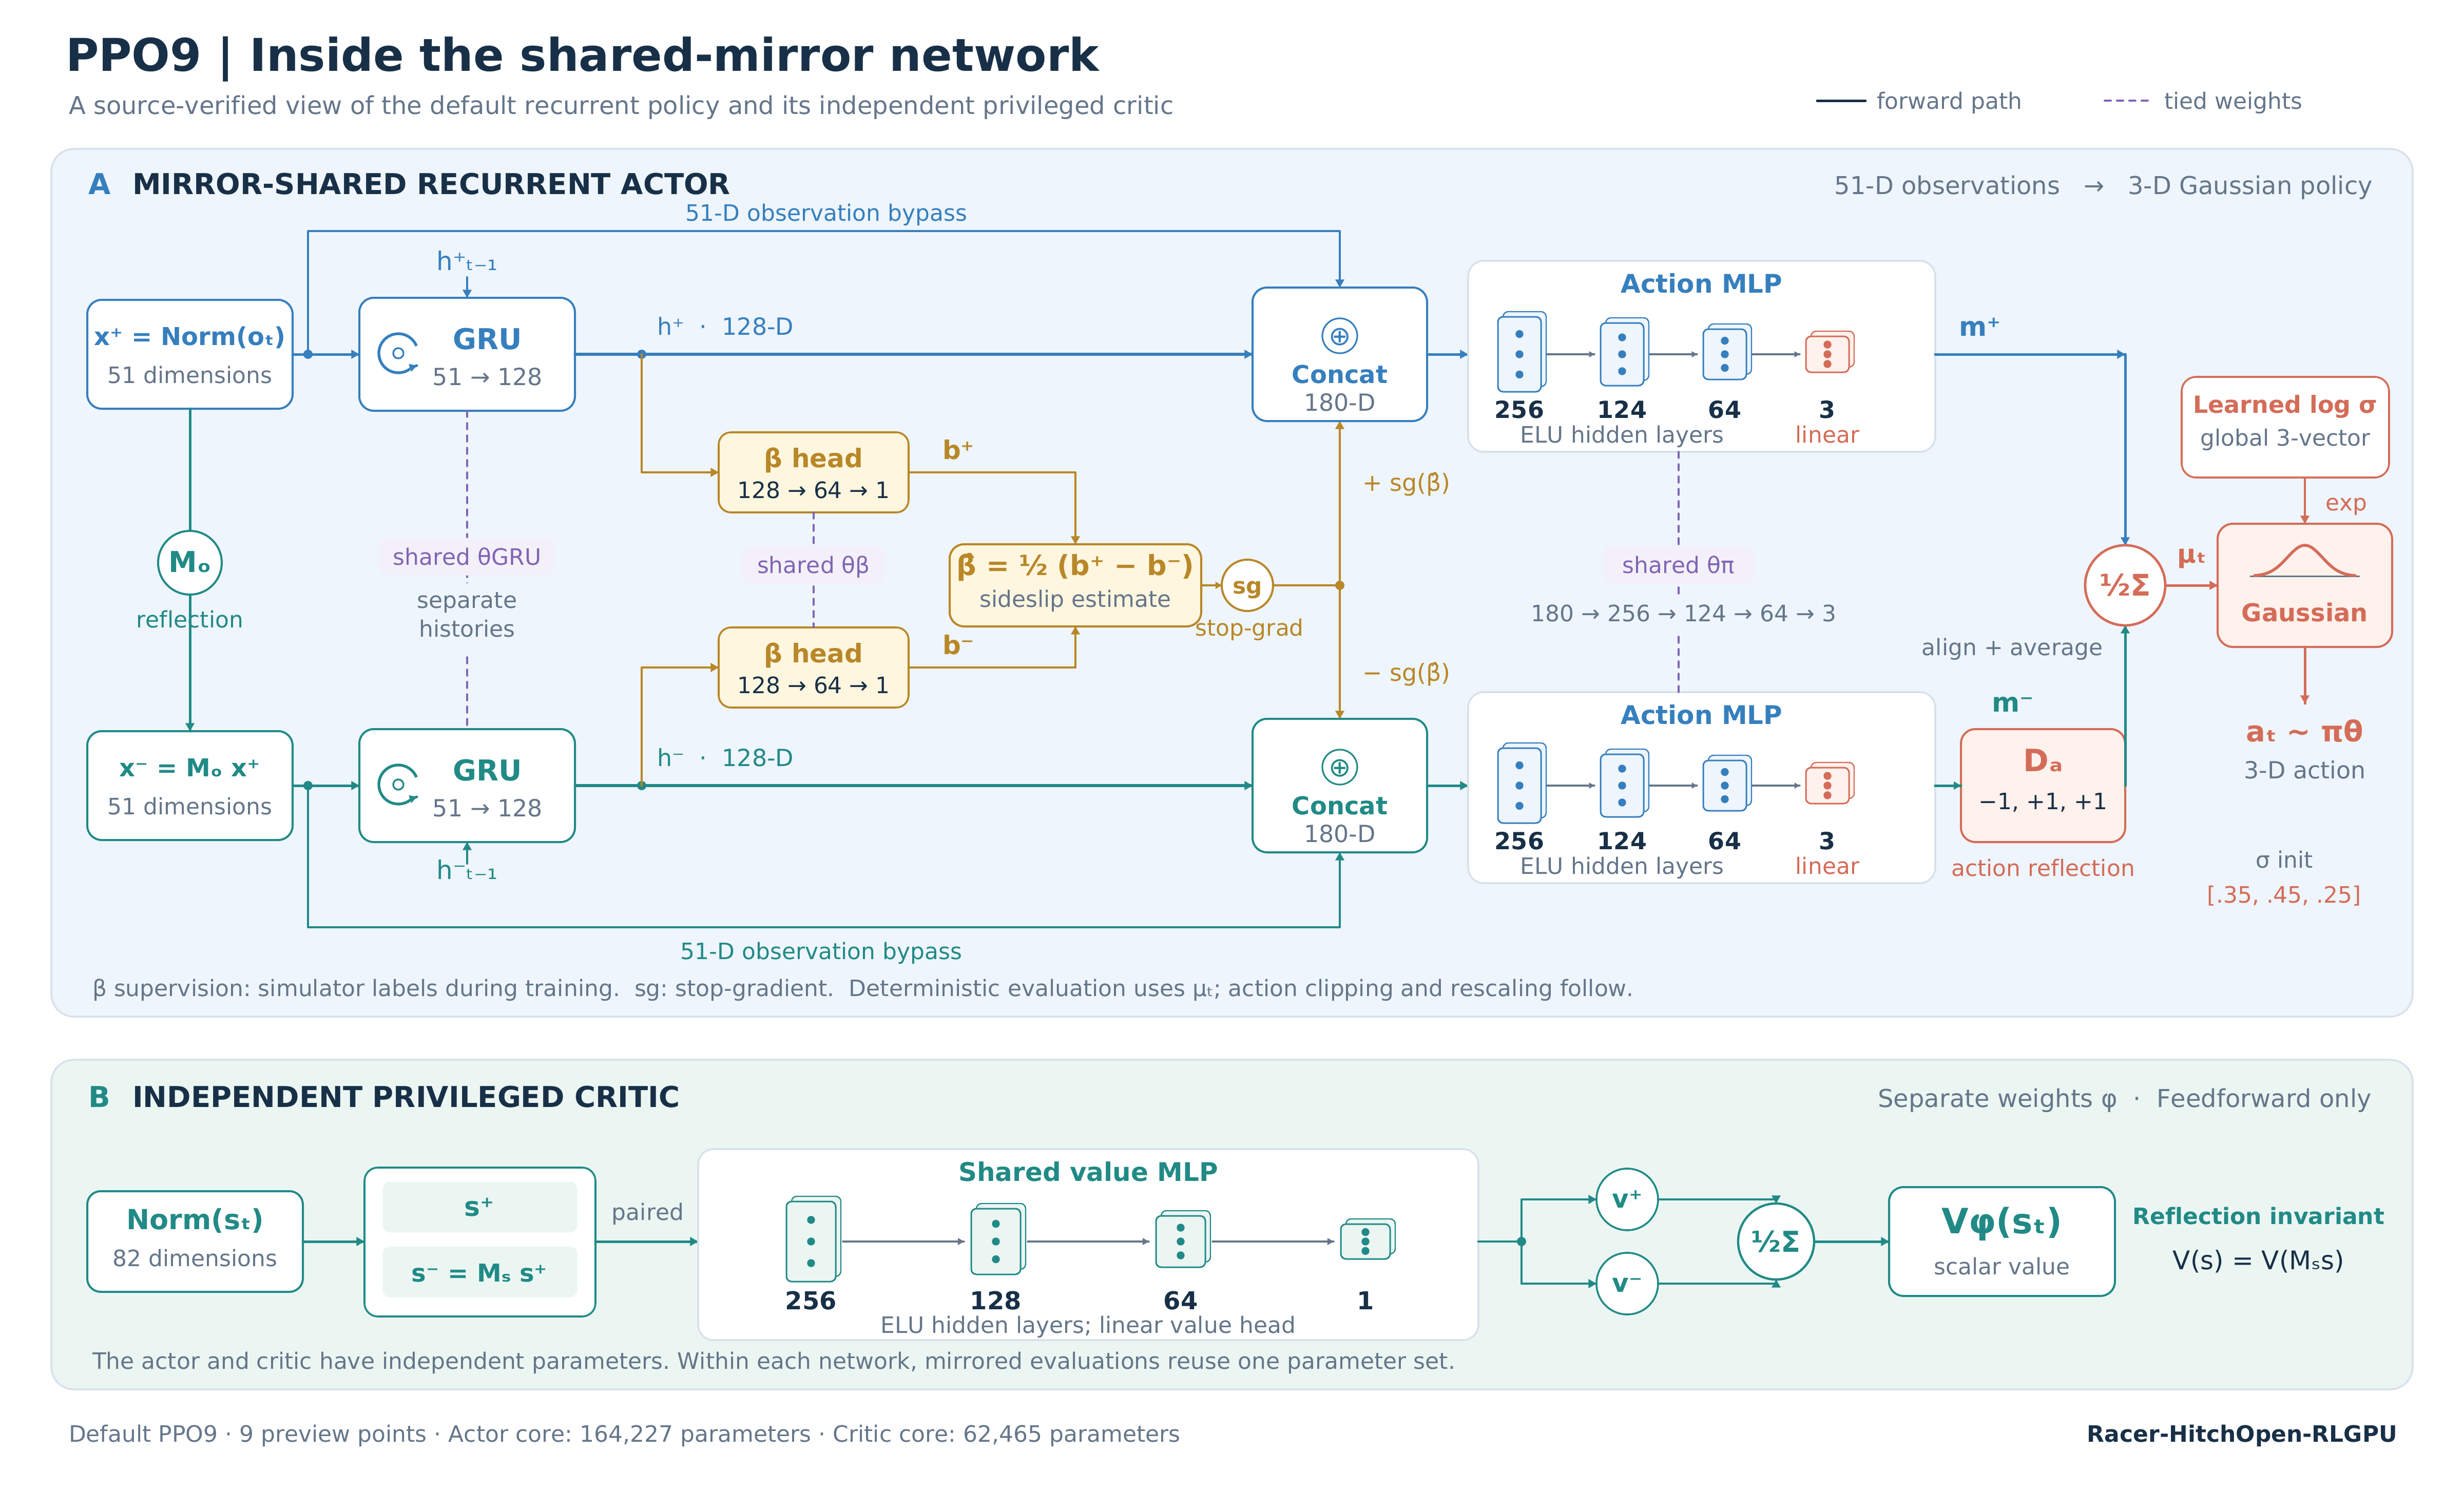 PPO9 | Inside the shared-mirror network
A source-verified view of the default recurrent policy and its independent privileged critic
forward path
tied weights
A MIRROR-SHARED RECURRENT ACTOR
51-D observations → 3-D Gaussian policy
51-D observation bypass
h⁺ₜ₋₁
x⁺ = Norm(oₜ)
51 dimensions
GRU
51 → 128
h⁺ · 128-D
⊕
Concat
180-D
Action MLP
256 124 64 3
ELU hidden layers
linear
m⁺
Learned log σ
global 3-vector
exp
β head
128 → 64 → 1
b⁺
+ sg(β̂)
Mₒ
reflection
shared θGRU
separate
histories
shared θβ
β̂ = ½ (b⁺ − b⁻)
sideslip estimate
sg
stop-grad
shared θπ
180 → 256 → 124 → 64 → 3
½Σ
μₜ
Gaussian
align + average
β head
128 → 64 → 1
b⁻
− sg(β̂)
x⁻ = Mₒ x⁺
51 dimensions
GRU
51 → 128
h⁻ · 128-D
h⁻ₜ₋₁
⊕
Concat
180-D
Action MLP
256 124 64 3
ELU hidden layers
linear
m⁻
Dₐ
−1, +1, +1
action reflection
aₜ ~ πθ
3-D action
σ init
[.35, .45, .25]
51-D observation bypass
β supervision: simulator labels during training. sg: stop-gradient. Deterministic evaluation uses μₜ; action clipping and rescaling follow.
B INDEPENDENT PRIVILEGED CRITIC
Separate weights φ · Feedforward only
Norm(sₜ)
82 dimensions
s⁺
s⁻ = Mₛ s⁺
paired
Shared value MLP
256 128 64 1
ELU hidden layers; linear value head
v⁺
v⁻
½Σ
Vφ(sₜ)
scalar value
Reflection invariant
V(s) = V(Mₛs)
The actor and critic have independent parameters. Within each network, mirrored evaluations reuse one parameter set.
Default PPO9 · 9 preview points · Actor core: 164,227 parameters · Critic core: 62,465 parameters
Racer-HitchOpen-RLGPU